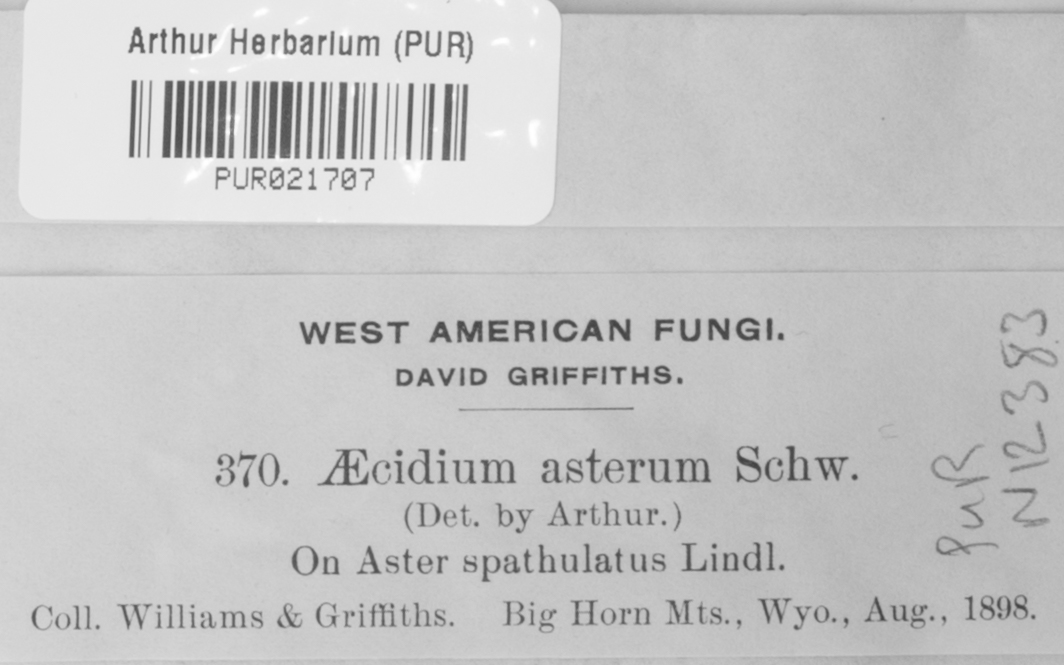 Arthur Herbarium (PUR)
PUR021707
WEST AMERICAN FUNGI.
DAVID GRIFFITHS.
370. Æcidium asterum Schw.
(Det. by Arthur.)
On Aster spathulatus Lindl.
Coll. Williams & Griffiths. Big Horn Mts., Wyo., Aug., 1898.
PUR
N12383